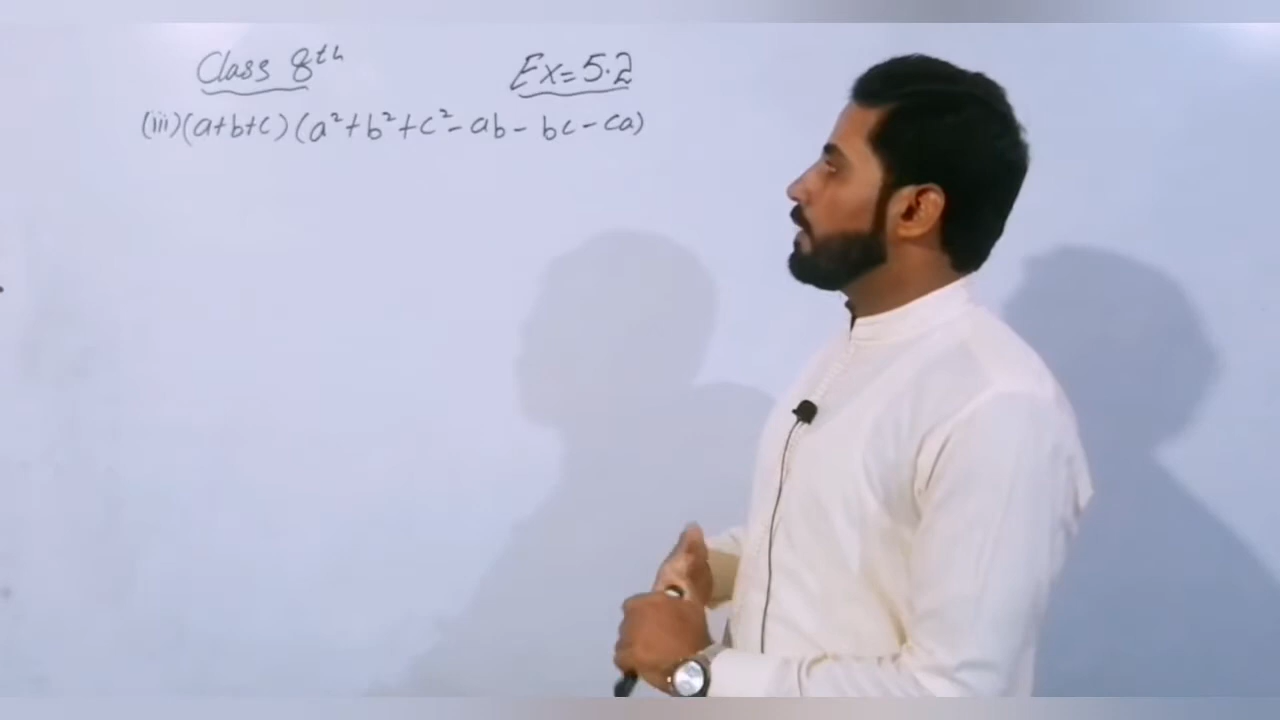 Class 8th
Ex=5.2
(iii)(a+b+c)(a²+b²+c²-ab-bc-ca)